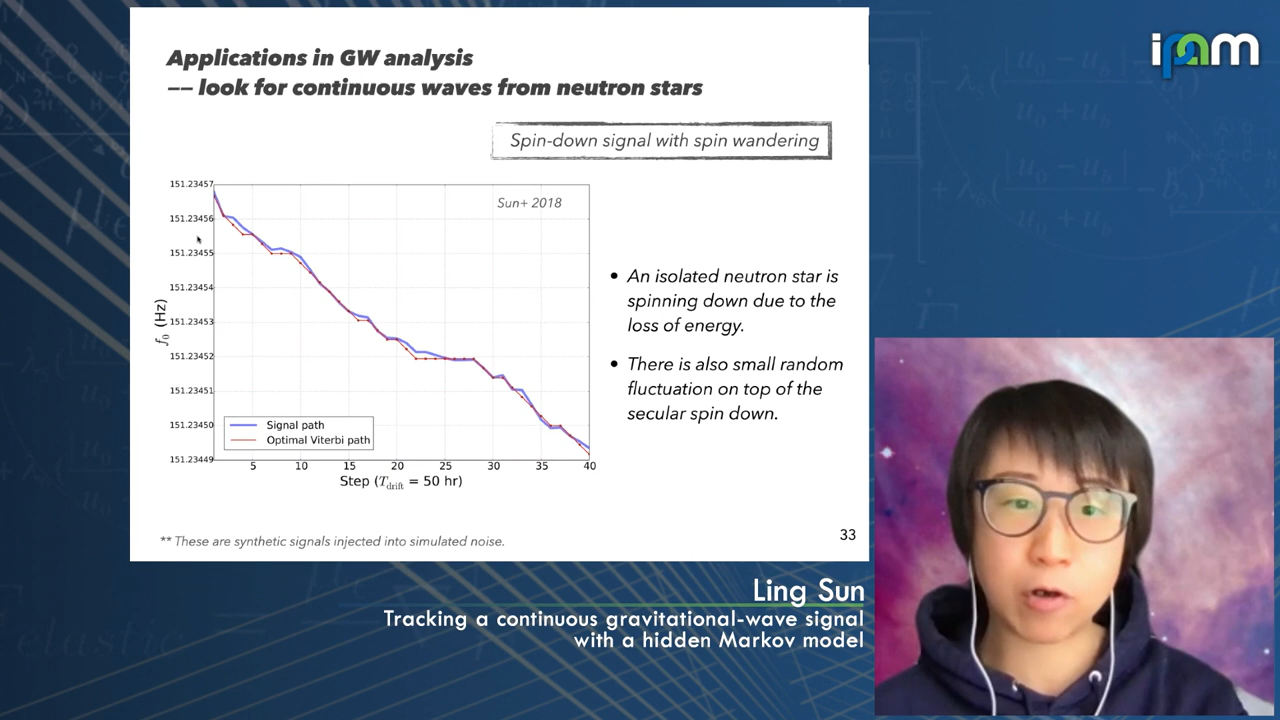 Applications in GW analysis
—— look for continuous waves from neutron stars
Spin-down signal with spin wandering
Sun+ 2018
151.23457
151.23456
151.23455
151.23454
151.23453
151.23452
151.23451
151.23450
151.23449
f₀ (Hz)
Signal path
Optimal Viterbi path
5 10 15 20 25 30 35 40
Step (T_drift = 50 hr)
• An isolated neutron star is
spinning down due to the
loss of energy.
• There is also small random
fluctuation on top of the
secular spin down.
** These are synthetic signals injected into simulated noise.
33
ipam
Ling Sun
Tracking a continuous gravitational-wave signal
with a hidden Markov model
elastic